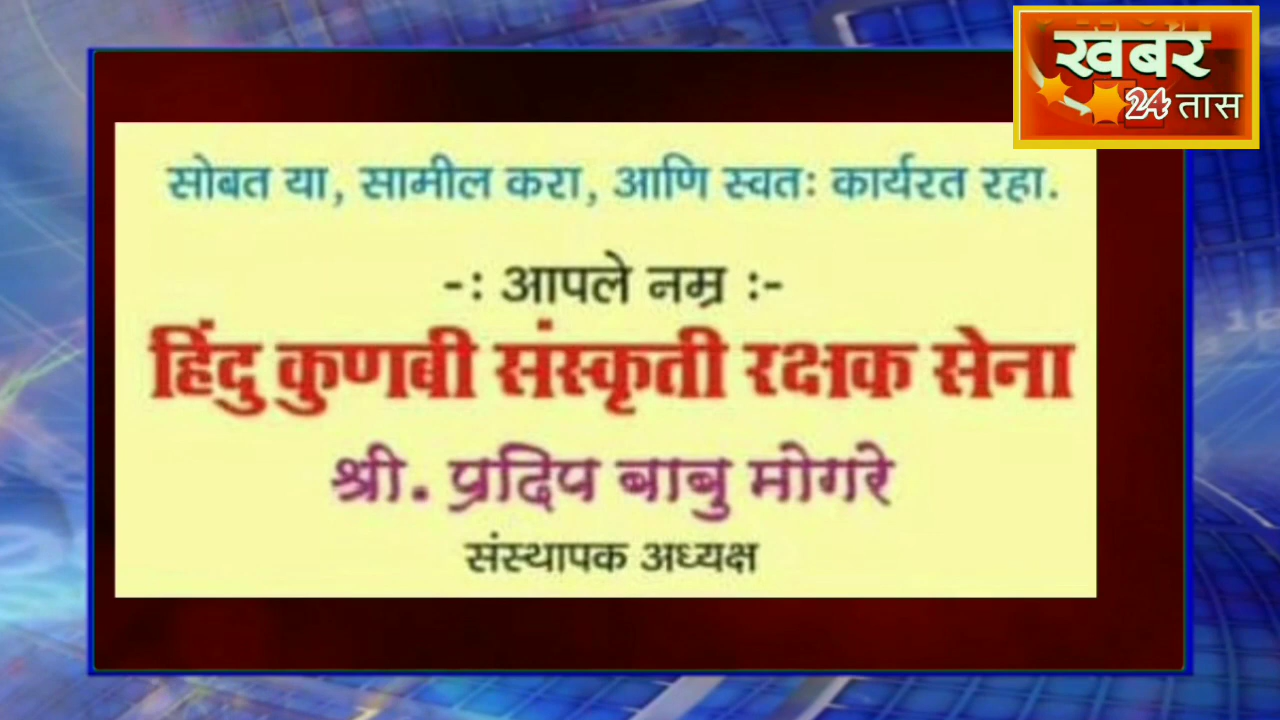 खबर
24 तास
सोबत या, सामील करा, आणि स्वतः कार्यरत रहा.
-: आपले नम्र :-
हिंदु कुणबी संस्कृती रक्षक सेना
श्री. प्रदिप बाबु मोगरे
संस्थापक अध्यक्ष